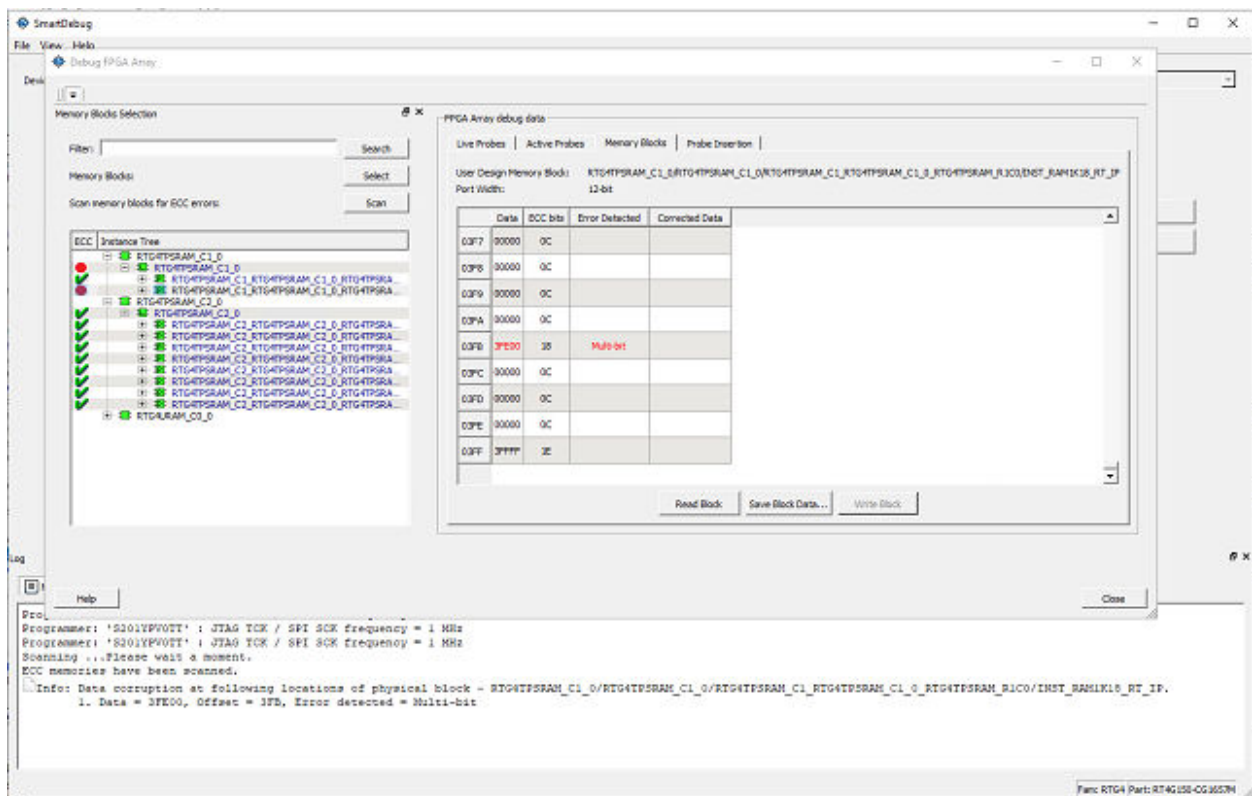 SmartDebug
File View Help
Debug FPGA Array
Memory Blocks Selection
Filter:
Search
Memory Blocks:
Select
Scan memory blocks for ECC errors:
Scan
ECC Instance Tree
RTG4TPSRAM_C1_0
RTG4TPSRAM_C1_0
RTG4TPSRAM_C1_RTG4TPSRAM_C1_0_RTG4TPSRA...
RTG4TPSRAM_C1_RTG4TPSRAM_C1_0_RTG4TPSRA...
RTG4TPSRAM_C2_0
RTG4TPSRAM_C2_0
RTG4TPSRAM_C2_RTG4TPSRAM_C2_0_RTG4TPSRA...
RTG4TPSRAM_C2_RTG4TPSRAM_C2_0_RTG4TPSRA...
RTG4TPSRAM_C2_RTG4TPSRAM_C2_0_RTG4TPSRA...
RTG4TPSRAM_C2_RTG4TPSRAM_C2_0_RTG4TPSRA...
RTG4TPSRAM_C2_RTG4TPSRAM_C2_0_RTG4TPSRA...
RTG4TPSRAM_C2_RTG4TPSRAM_C2_0_RTG4TPSRA...
RTG4TPSRAM_C2_RTG4TPSRAM_C2_0_RTG4TPSRA...
RTG4TPSRAM_C2_RTG4TPSRAM_C2_0_RTG4TPSRA...
RTG4URAM_C0_0
FPGA Array debug data
Live Probes Active Probes Memory Blocks Probe Insertion
User Design Memory Block: RTG4TPSRAM_C1_0/RTG4TPSRAM_C1_0/RTG4TPSRAM_C1_RTG4TPSRAM_C1_0_RTG4TPSRAM_R1C0/INST_RAM1K18_RT_IP
Port Width: 12-bit
Data ECC bits Error Detected Corrected Data
03F7 00000 0C
03F8 00000 0C
03F9 00000 0C
03FA 00000 0C
03FB 3FE00 18 Multi-bit
03FC 00000 0C
03FD 00000 0C
03FE 00000 0C
03FF 3FFFF 1E
Read Block Save Block Data... Write Block
Help
Close
Log
Programmer: 'S201YPV0TT' : JTAG TCK / SPI SCK frequency = 1 MHz
Programmer: 'S201YPV0TT' : JTAG TCK / SPI SCK frequency = 1 MHz
Scanning ...Please wait a moment.
ECC memories have been scanned.
Info: Data corruption at following locations of physical block - RTG4TPSRAM_C1_0/RTG4TPSRAM_C1_0/RTG4TPSRAM_C1_RTG4TPSRAM_C1_0_RTG4TPSRAM_R1C0/INST_RAM1K18_RT_IP.
1. Data = 3FE00, Offset = 3FB, Error detected = Multi-bit
Fam: RTG4 Part: RT4G150-CG1657M